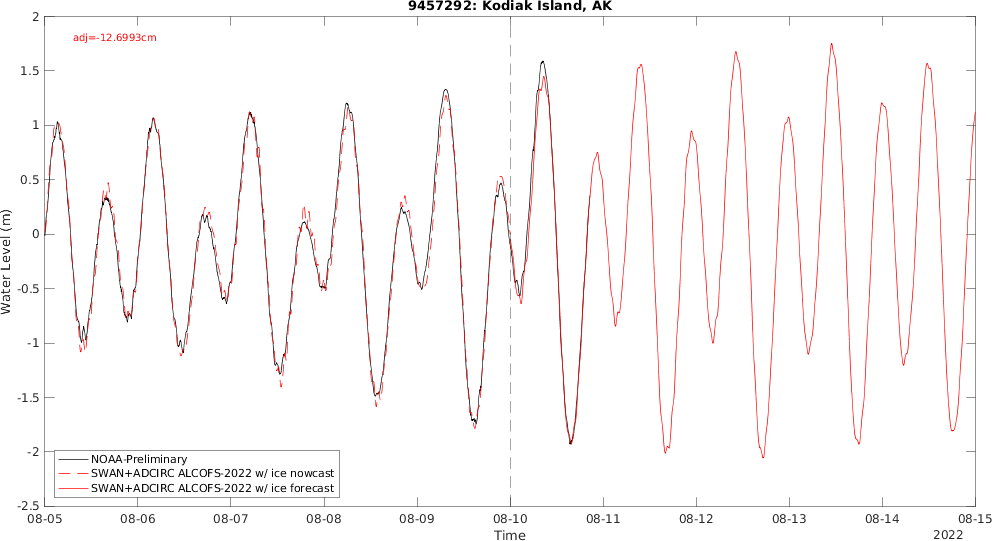 9457292: Kodiak Island, AK
adj=-12.6993cm
2
1.5
1
0.5
0
-0.5
-1
-1.5
-2
-2.5
Water Level (m)
NOAA-Preliminary
SWAN+ADCIRC ALCOFS-2022 w/ ice nowcast
SWAN+ADCIRC ALCOFS-2022 w/ ice forecast
08-05 08-06 08-07 08-08 08-09 08-10 08-11 08-12 08-13 08-14 08-15
Time
2022